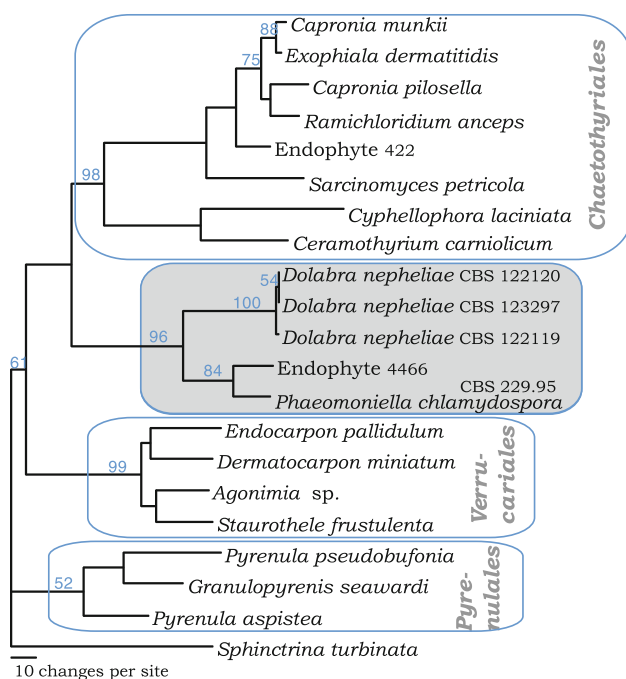 88
Capronia munkii
75
Exophiala dermatitidis
Capronia pilosella
Ramichloridium anceps
Endophyte 422
98
Sarcinomyces petricola
Cyphellophora laciniata
Ceramothyrium carniolicum
Chaetothyriales
54
Dolabra nepheliae CBS 122120
100
Dolabra nepheliae CBS 123297
96
Dolabra nepheliae CBS 122119
84
Endophyte 4466
CBS 229.95
Phaeomoniella chlamydospora
61
Endocarpon pallidulum
99
Dermatocarpon miniatum
Agonimia sp.
Staurothele frustulenta
Verru-
cariales
Pyrenula pseudobufonia
52
Granulopyrenis seawardi
Pyrenula aspistea
Pyre-
nulales
Sphinctrina turbinata
10 changes per site